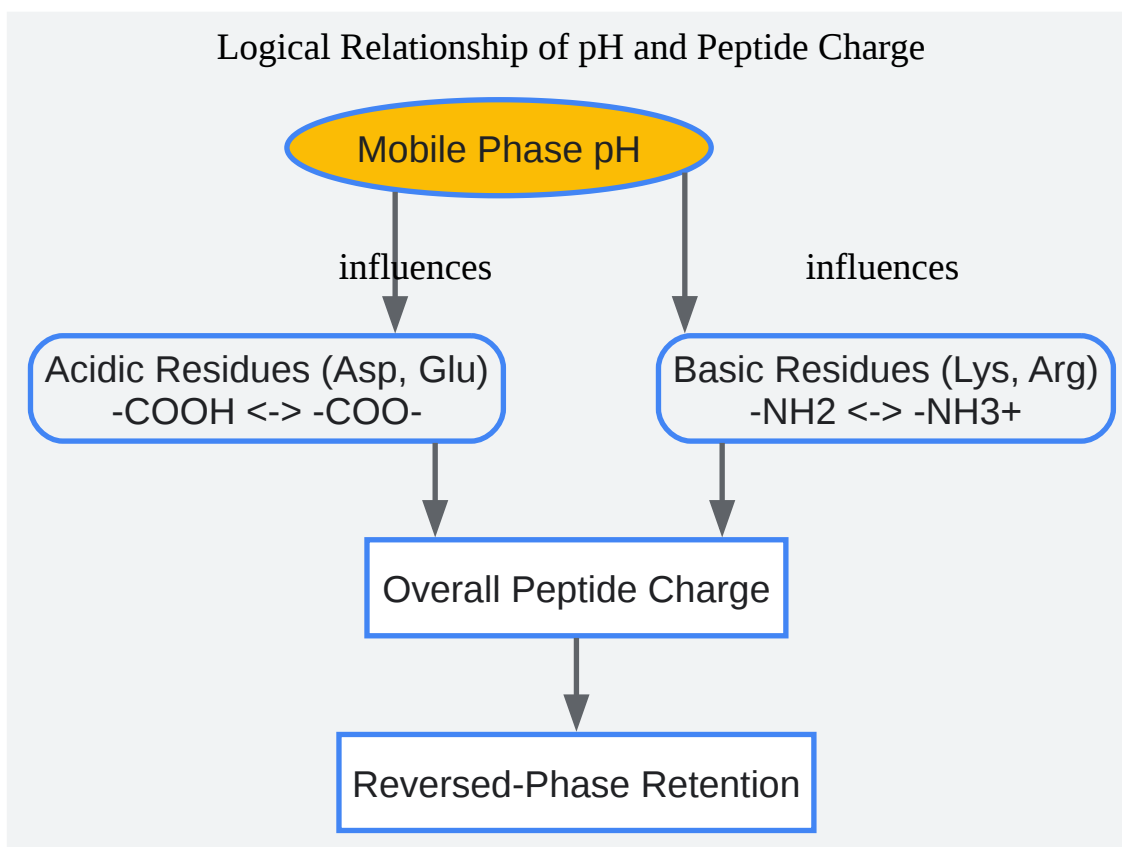 Logical Relationship of pH and Peptide Charge
Mobile Phase pH
influences
influences
Acidic Residues (Asp, Glu)
-COOH <-> -COO-
Basic Residues (Lys, Arg)
-NH2 <-> -NH3+
Overall Peptide Charge
Reversed-Phase Retention